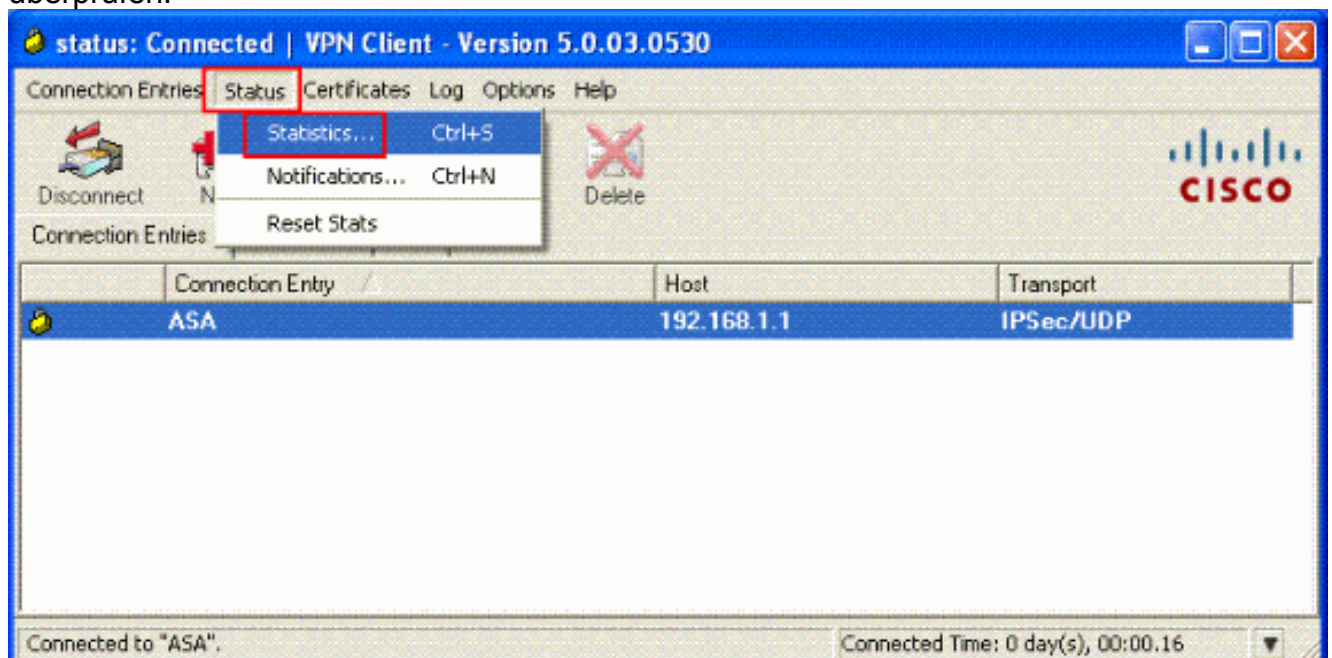 überprüfen.
status: Connected | VPN Client - Version 5.0.03.0530
Connection Entries Status Certificates Log Options Help
Statistics... Ctrl+S
Notifications... Ctrl+N
Reset Stats
Disconnect N Delete
CISCO
Connection Entries
Connection Entry Host Transport
ASA 192.168.1.1 IPSec/UDP
Connected to "ASA". Connected Time: 0 day(s), 00:00.16